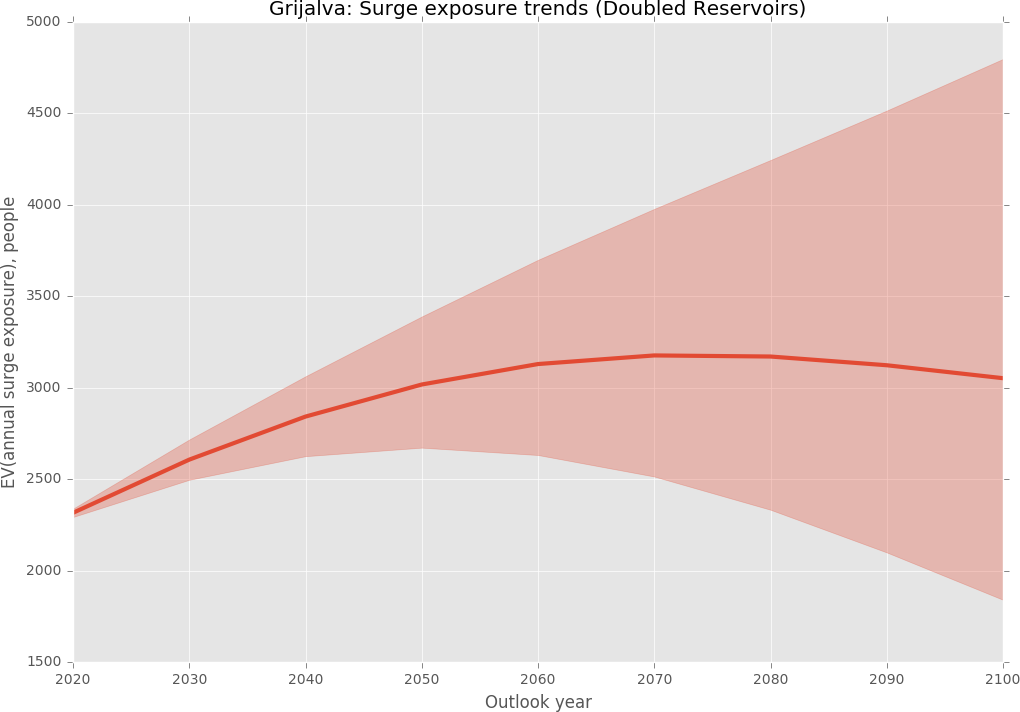 Grijalva: Surge exposure trends (Doubled Reservoirs)
EV(annual surge exposure), people
5000
4500
4000
3500
3000
2500
2000
1500
2020 2030 2040 2050 2060 2070 2080 2090 2100
Outlook year